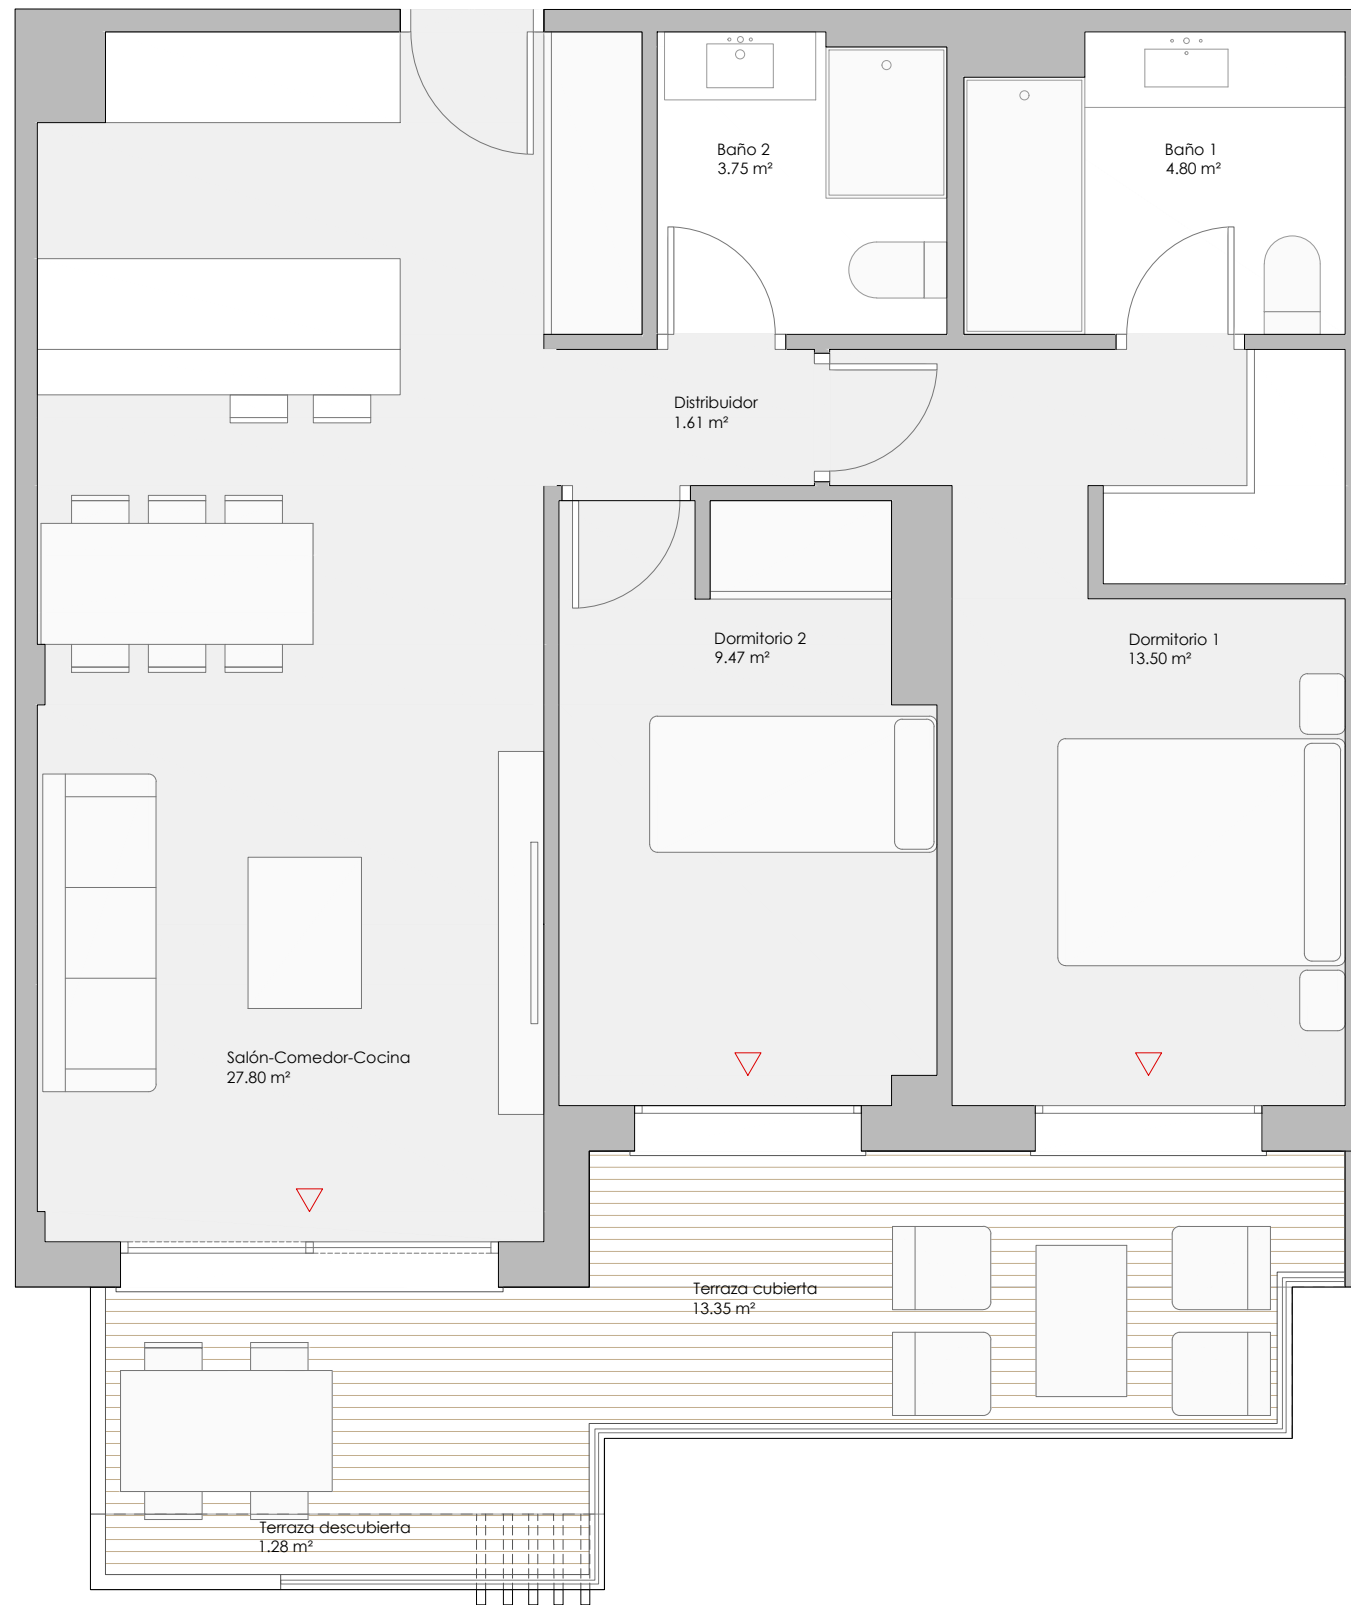 Baño 2
3.75 m²
Baño 1
4.80 m²
Distribuidor
1.61 m²
Dormitorio 2
9.47 m²
Dormitorio 1
13.50 m²
Salón-Comedor-Cocina
27.80 m²
Terraza cubierta
13.35 m²
Terraza descubierta
1.28 m²